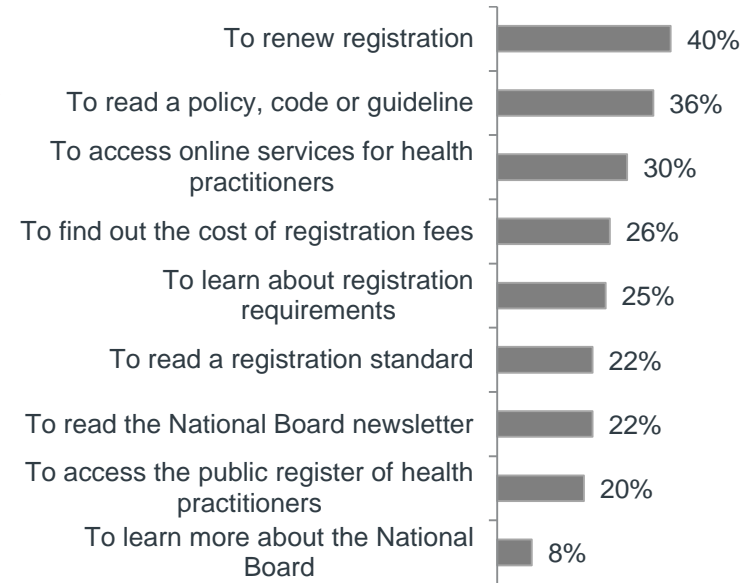 To renew registration 40%
To read a policy, code or guideline 36%
To access online services for health
practitioners 30%
To find out the cost of registration fees 26%
To learn about registration
requirements 25%
To read a registration standard 22%
To read the National Board newsletter 22%
To access the public register of health
practitioners 20%
To learn more about the National
Board 8%